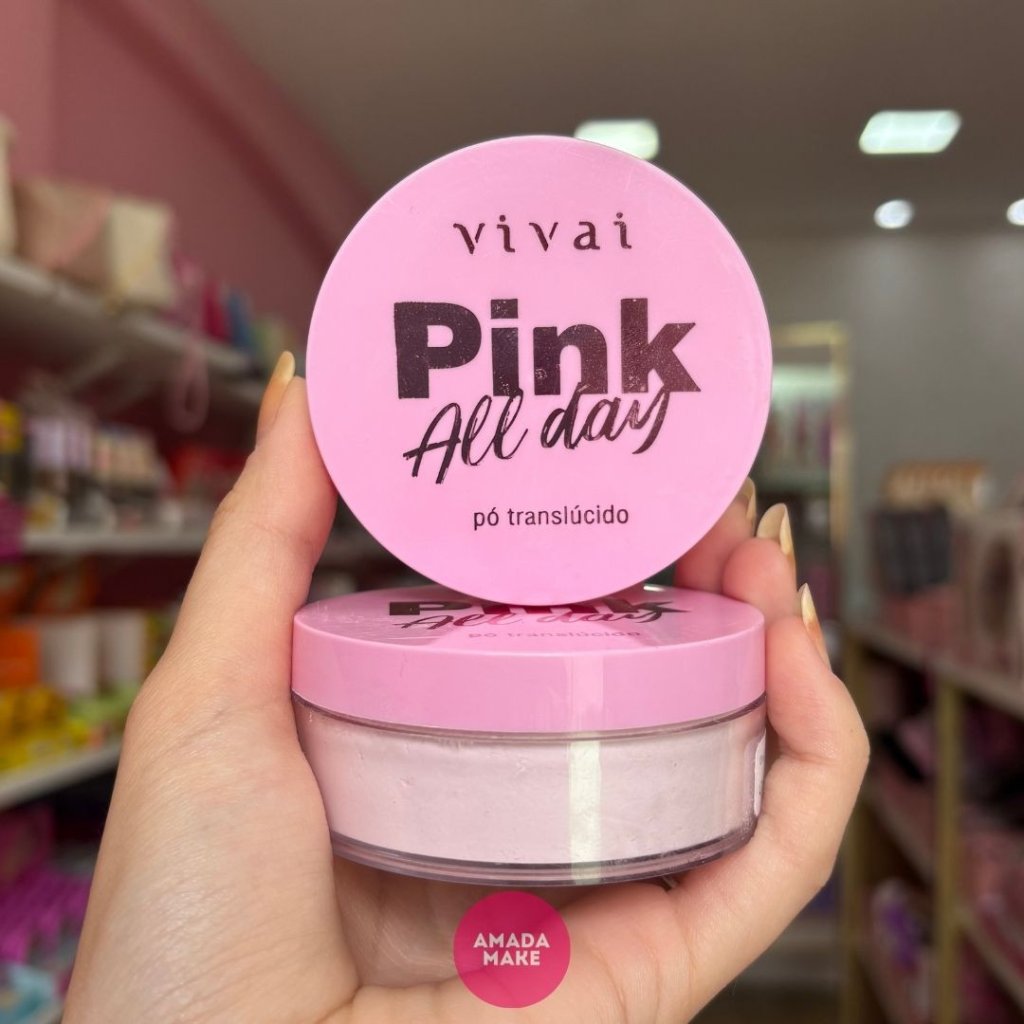 vivai
Pink
All day
pó translúcido
Pink
All day
pó translúcido
AMADA
MAKE